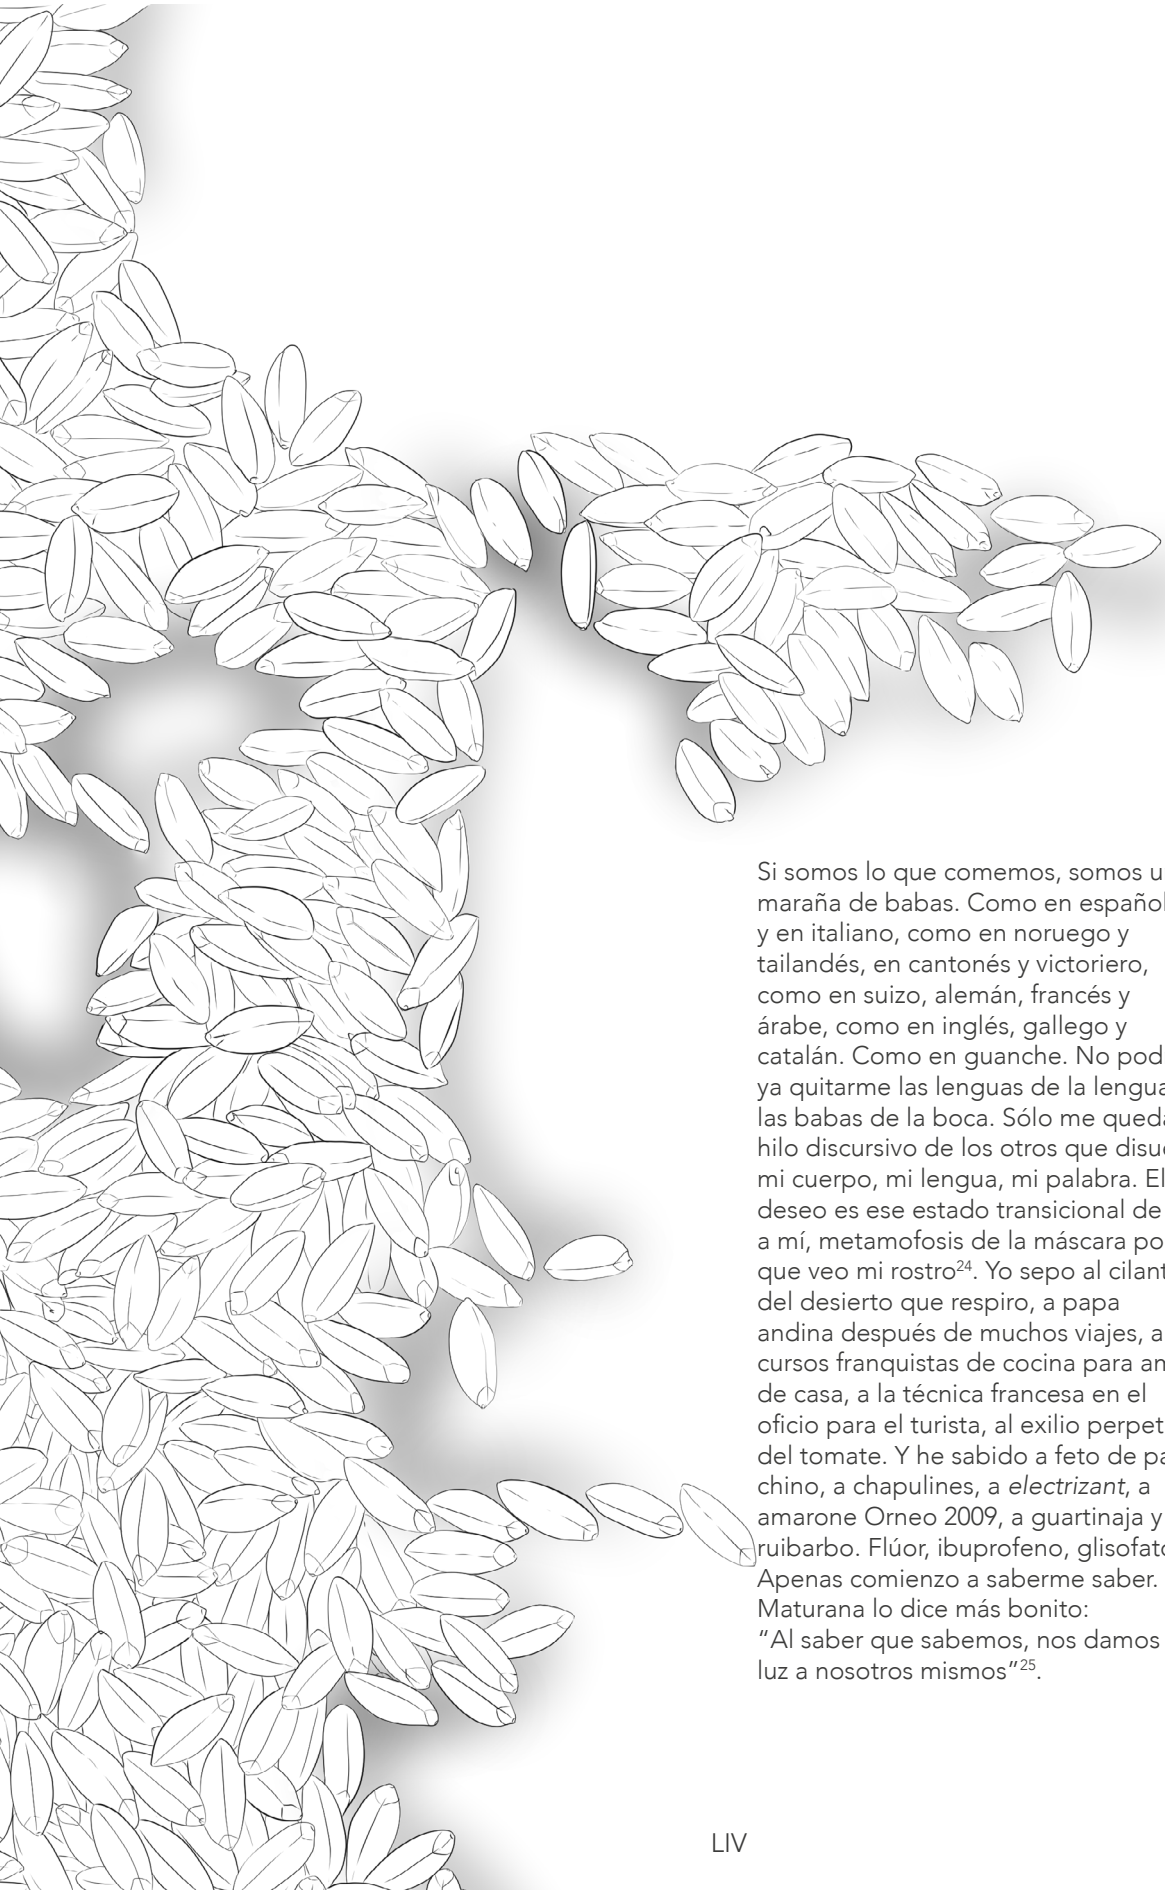 Si somos lo que comemos, somos u
maraña de babas. Como en español
y en italiano, como en noruego y
tailandés, en cantonés y victoriero,
como en suizo, alemán, francés y
árabe, como en inglés, gallego y
catalán. Como en guanche. No pod
ya quitarme las lenguas de la lengua
las babas de la boca. Sólo me queda
hilo discursivo de los otros que disue
mi cuerpo, mi lengua, mi palabra. El
deseo es ese estado transicional de
a mí, metamofosis de la máscara po
que veo mi rostro²⁴. Yo sepo al cilant
del desierto que respiro, a papa
andina después de muchos viajes, a
cursos franquistas de cocina para am
de casa, a la técnica francesa en el
oficio para el turista, al exilio perpet
del tomate. Y he sabido a feto de pa
chino, a chapulines, a electrizant, a
amarone Orneo 2009, a guartinaja y
ruibarbo. Flúor, ibuprofeno, glisofato
Apenas comienzo a saberme saber.
Maturana lo dice más bonito:
“Al saber que sabemos, nos damos
luz a nosotros mismos”²⁵.
LIV